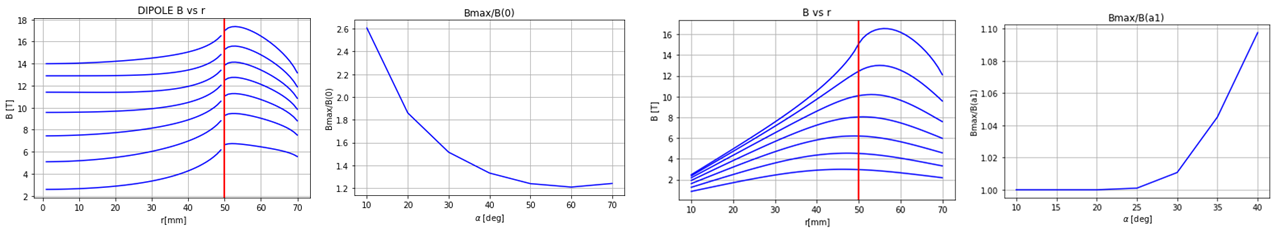 DIPOLE B vs r
18
16
14
12
10
8
6
4
2
B [T]
0 10 20 30 40 50 60 70
r[mm]
Bmax/B(0)
2.6
2.4
2.2
2.0
1.8
1.6
1.4
1.2
Bmax/B(0)
10 20 30 40 50 60 70
α [deg]
B vs r
16
14
12
10
8
6
4
2
B [T]
10 20 30 40 50 60 70
r[mm]
Bmax/B(a1)
1.10
1.08
1.06
1.04
1.02
1.00
Bmax/B(a1)
10 15 20 25 30 35 40
α [deg]